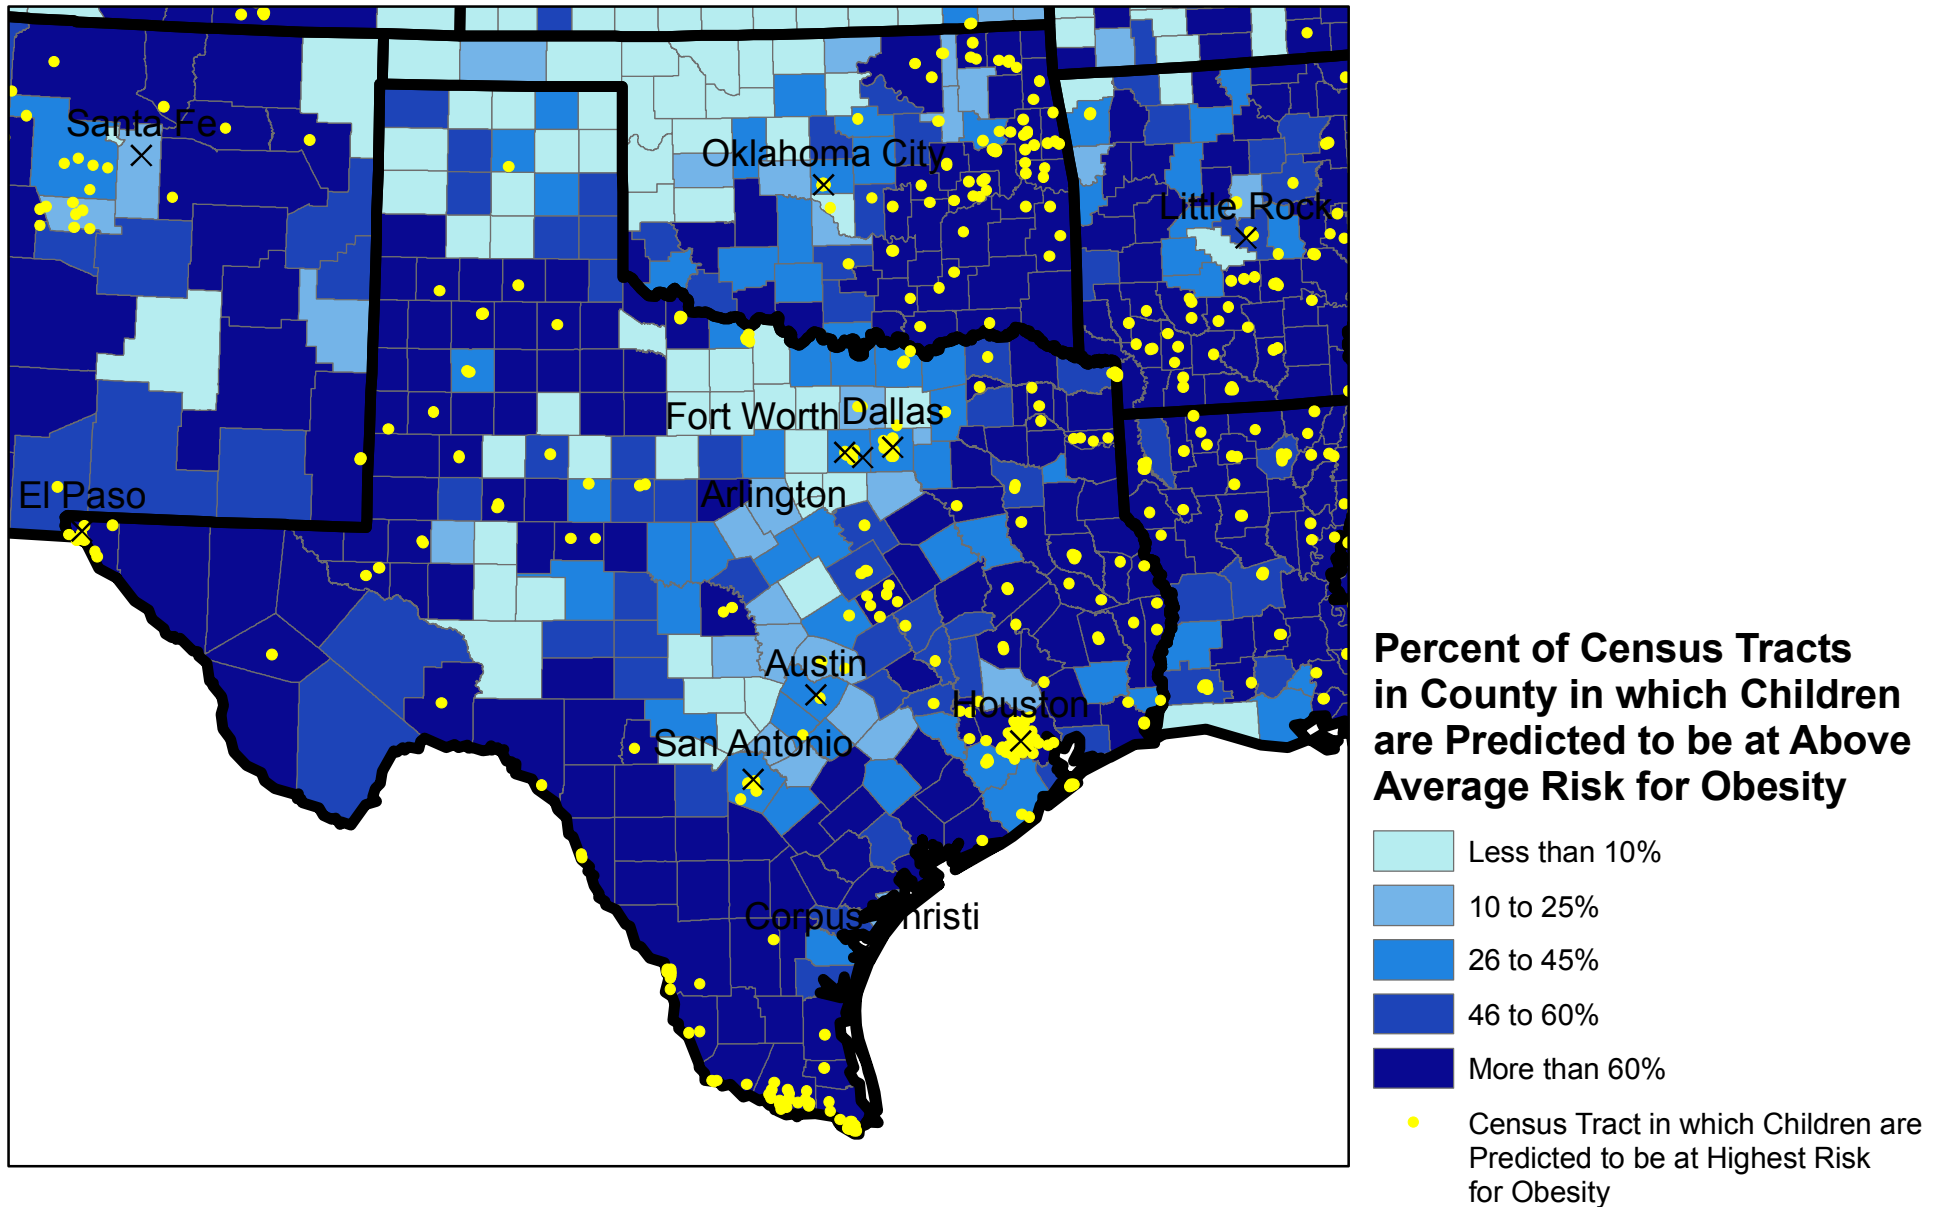 Santa Fe
Oklahoma City
Little Rock
Fort Worth
Dallas
El Paso
Arlington
Austin
Houston
San Antonio
Corpus hristi
Percent of Census Tracts
in County in which Children
are Predicted to be at Above
Average Risk for Obesity
Less than 10%
10 to 25%
26 to 45%
46 to 60%
More than 60%
Census Tract in which Children are
Predicted to be at Highest Risk
for Obesity